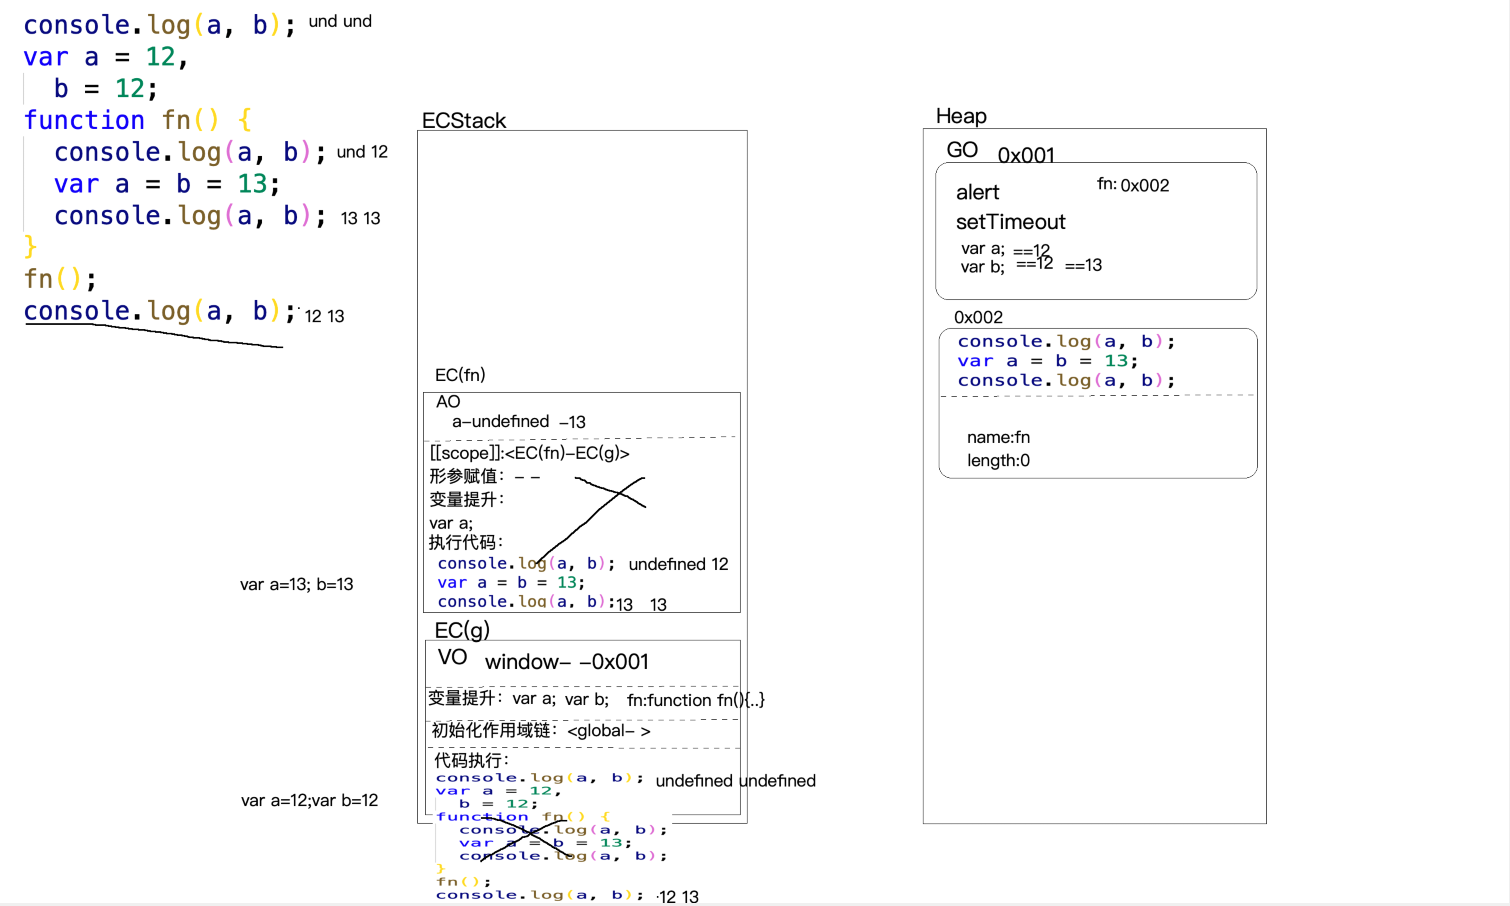 console.log(a, b); und und
var a = 12,
b = 12;
function fn() {
console.log(a, b); und 12
var a = b = 13;
console.log(a, b); 13 13
}
fn();
console.log(a, b); 12 13
ECStack
EC(fn)
AO
a-undefined -13
[[scope]]:<EC(fn)-EC(g)>
形参赋值: - -
变量提升:
var a;
执行代码:
console.log(a, b); undefined 12
var a = b = 13;
console.log(a, b); 13 13
var a=13; b=13
EC(g)
VO window- -0x001
变量提升: var a; var b; fn:function fn(){..}
初始化作用域链: <global- >
代码执行:
console.log(a, b); undefined undefined
var a = 12,
b = 12;
function fn() {
console.log(a, b);
var a = b = 13;
console.log(a, b);
}
fn();
console.log(a, b); -12 13
var a=12;var b=12
Heap
GO 0x001
alert fn: 0x002
setTimeout
var a; ==12
var b; ==12 ==13
0x002
console.log(a, b);
var a = b = 13;
console.log(a, b);
name:fn
length:0